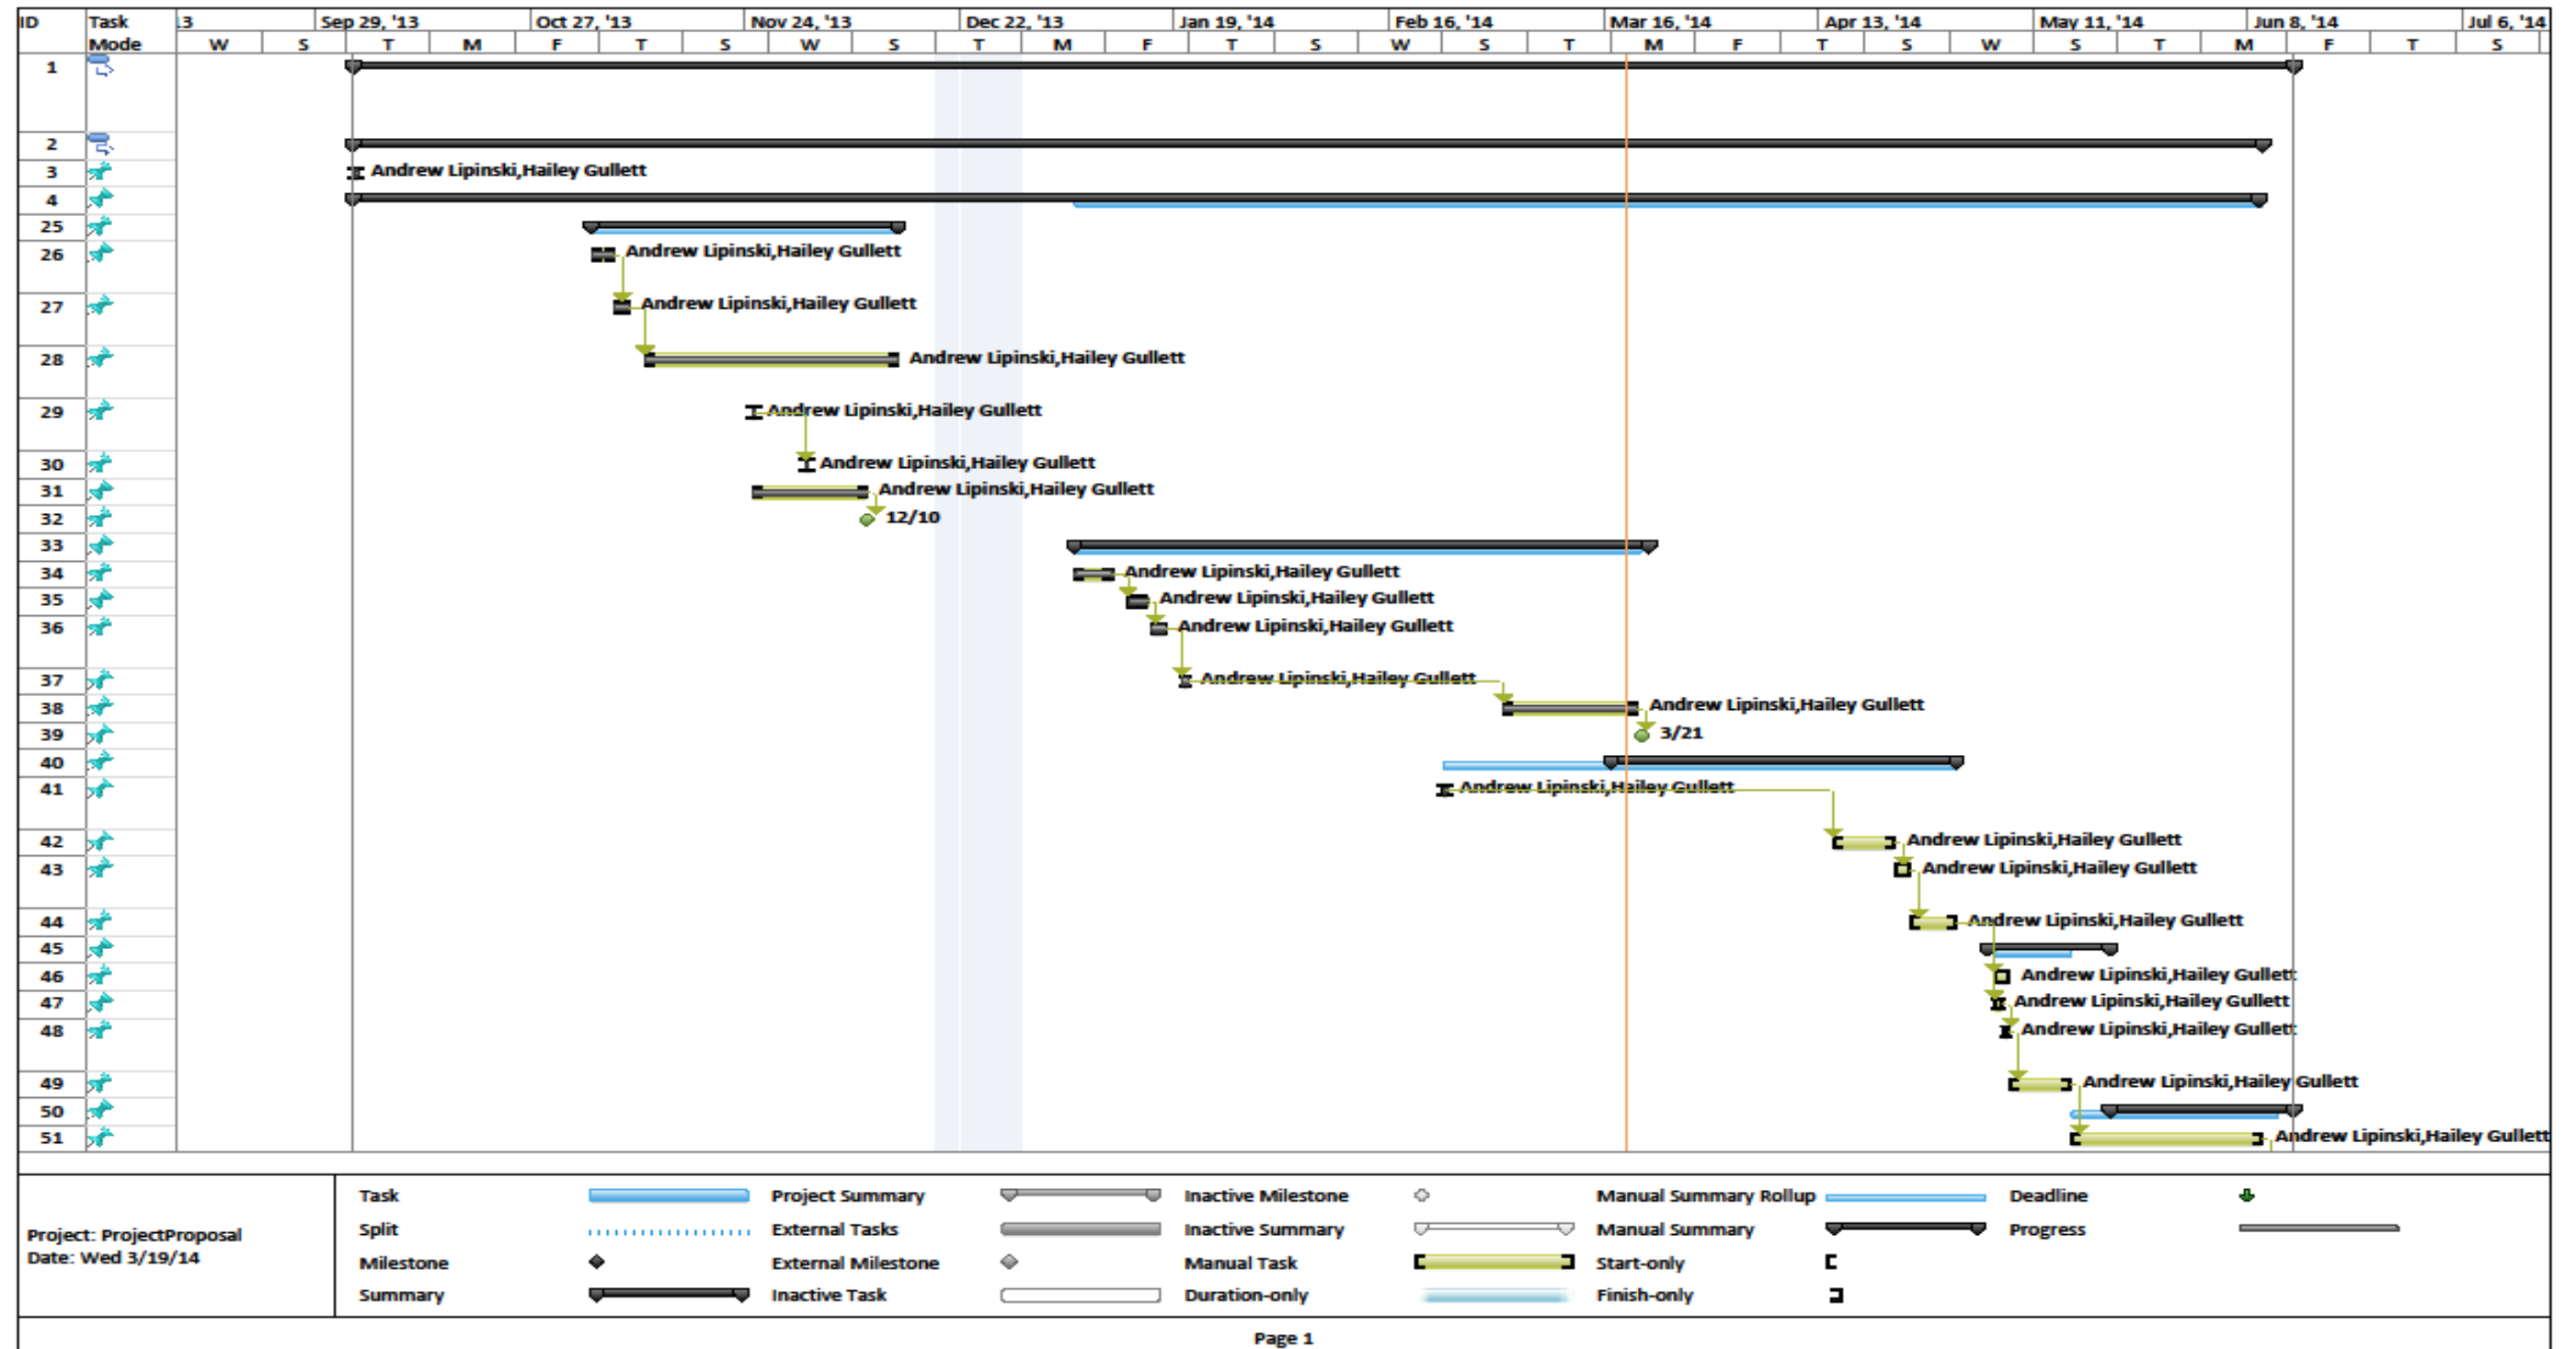 ID Task Mode 13 Sep 29, '13 Oct 27, '13 Nov 24, '13 Dec 22, '13 Jan 19, '14 Feb 16, '14 Mar 16, '14 Apr 13, '14 May 11, '14 Jun 8, '14 Jul 6, '14
W S T M F T S W S T M F T S W S T M F T S W S T M F T S
1
2
3 Andrew Lipinski,Hailey Gullett
4
25
26 Andrew Lipinski,Hailey Gullett
27 Andrew Lipinski,Hailey Gullett
28 Andrew Lipinski,Hailey Gullett
29 Andrew Lipinski,Hailey Gullett
30 Andrew Lipinski,Hailey Gullett
31 Andrew Lipinski,Hailey Gullett
32 12/10
33
34 Andrew Lipinski,Hailey Gullett
35 Andrew Lipinski,Hailey Gullett
36 Andrew Lipinski,Hailey Gullett
37 Andrew Lipinski,Hailey Gullett
38 Andrew Lipinski,Hailey Gullett
39 3/21
40
41 Andrew Lipinski,Hailey Gullett
42 Andrew Lipinski,Hailey Gullett
43 Andrew Lipinski,Hailey Gullett
44 Andrew Lipinski,Hailey Gullett
45
46 Andrew Lipinski,Hailey Gullett
47 Andrew Lipinski,Hailey Gullett
48 Andrew Lipinski,Hailey Gullett
49 Andrew Lipinski,Hailey Gullett
50
51 Andrew Lipinski,Hailey Gullett
Project: ProjectProposal
Date: Wed 3/19/14
Task Project Summary Inactive Milestone Manual Summary Rollup Deadline
Split External Tasks Inactive Summary Manual Summary Progress
Milestone External Milestone Manual Task Start-only
Summary Inactive Task Duration-only Finish-only
Page 1